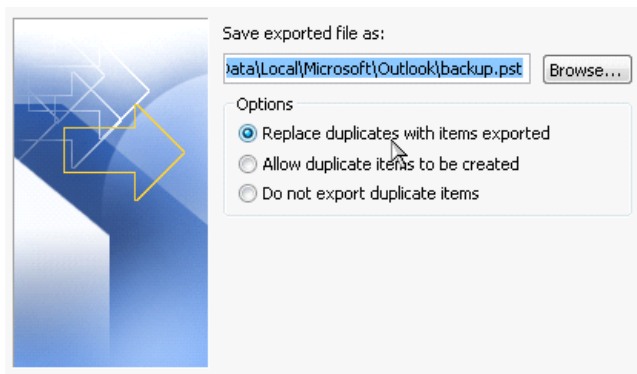 Save exported file as:
Data\Local\Microsoft\Outlook\backup.pst
Browse...
Options
Replace duplicates with items exported
Allow duplicate items to be created
Do not export duplicate items